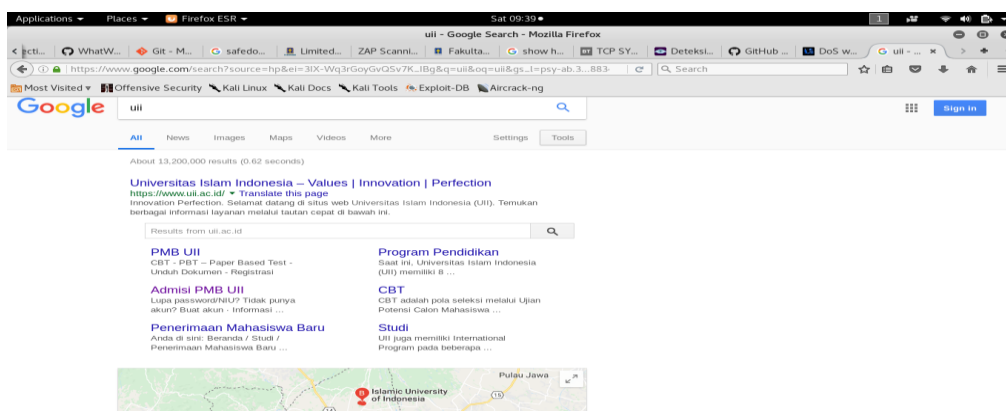 Applications Places Firefox ESR Sat 09:39 1
uii - Google Search - Mozilla Firefox
WhatW... Git - M... safedo... Limited... ZAP Scanni... Fakulta... show h... TCP SY... Deteksi... GitHub ... DoS w... uii - ...
https://www.google.com/search?source=hp&ei=3IX-Wq3rGoyGvQSv7K_IBg&q=uii&oq=uii&gs_l=psy-ab.3...883 Search
Most Visited Offensive Security Kali Linux Kali Docs Kali Tools Exploit-DB Aircrack-ng
Google uii Sign in
All News Images Maps Videos More Settings Tools
About 13,200,000 results (0.62 seconds)
Universitas Islam Indonesia – Values | Innovation | Perfection
https://www.uii.ac.id/ Translate this page
Innovation Perfection. Selamat datang di situs web Universitas Islam Indonesia (UII). Temukan
berbagai informasi layanan melalui tautan cepat di bawah ini.
Results from uii.ac.id
PMB UII
CBT - PBT – Paper Based Test -
Unduh Dokumen - Registrasi
Program Pendidikan
Saat ini, Universitas Islam Indonesia
(UII) memiliki 8 ...
Admisi PMB UII
Lupa password/NIU? Tidak punya
akun? Buat akun - Informasi ...
CBT
CBT adalah pola seleksi melalui Ujian
Potensi Calon Mahasiswa ...
Penerimaan Mahasiswa Baru
Anda di sini: Beranda / Studi /
Penerimaan Mahasiswa Baru ...
Studi
UII juga memiliki International
Program pada beberapa ...
Pulau Jawa
B Islamic University
of Indonesia
15
14